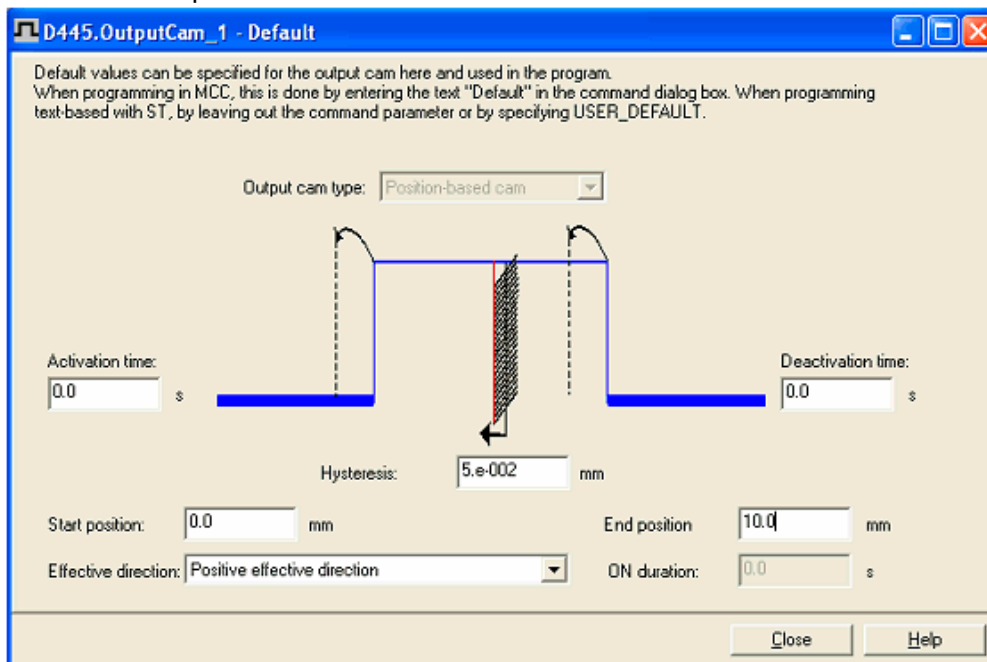 D445.OutputCam_1 - Default
Default values can be specified for the output cam here and used in the program.
When programming in MCC, this is done by entering the text "Default" in the command dialog box. When programming
text-based with ST, by leaving out the command parameter or by specifying USER_DEFAULT.
Output cam type: Position-based cam
Activation time:
0.0 s
Deactivation time:
0.0 s
Hysteresis: 5.e-002 mm
Start position: 0.0 mm
End position 10.0 mm
Effective direction: Positive effective direction
ON duration: 0.0 s
Close Help